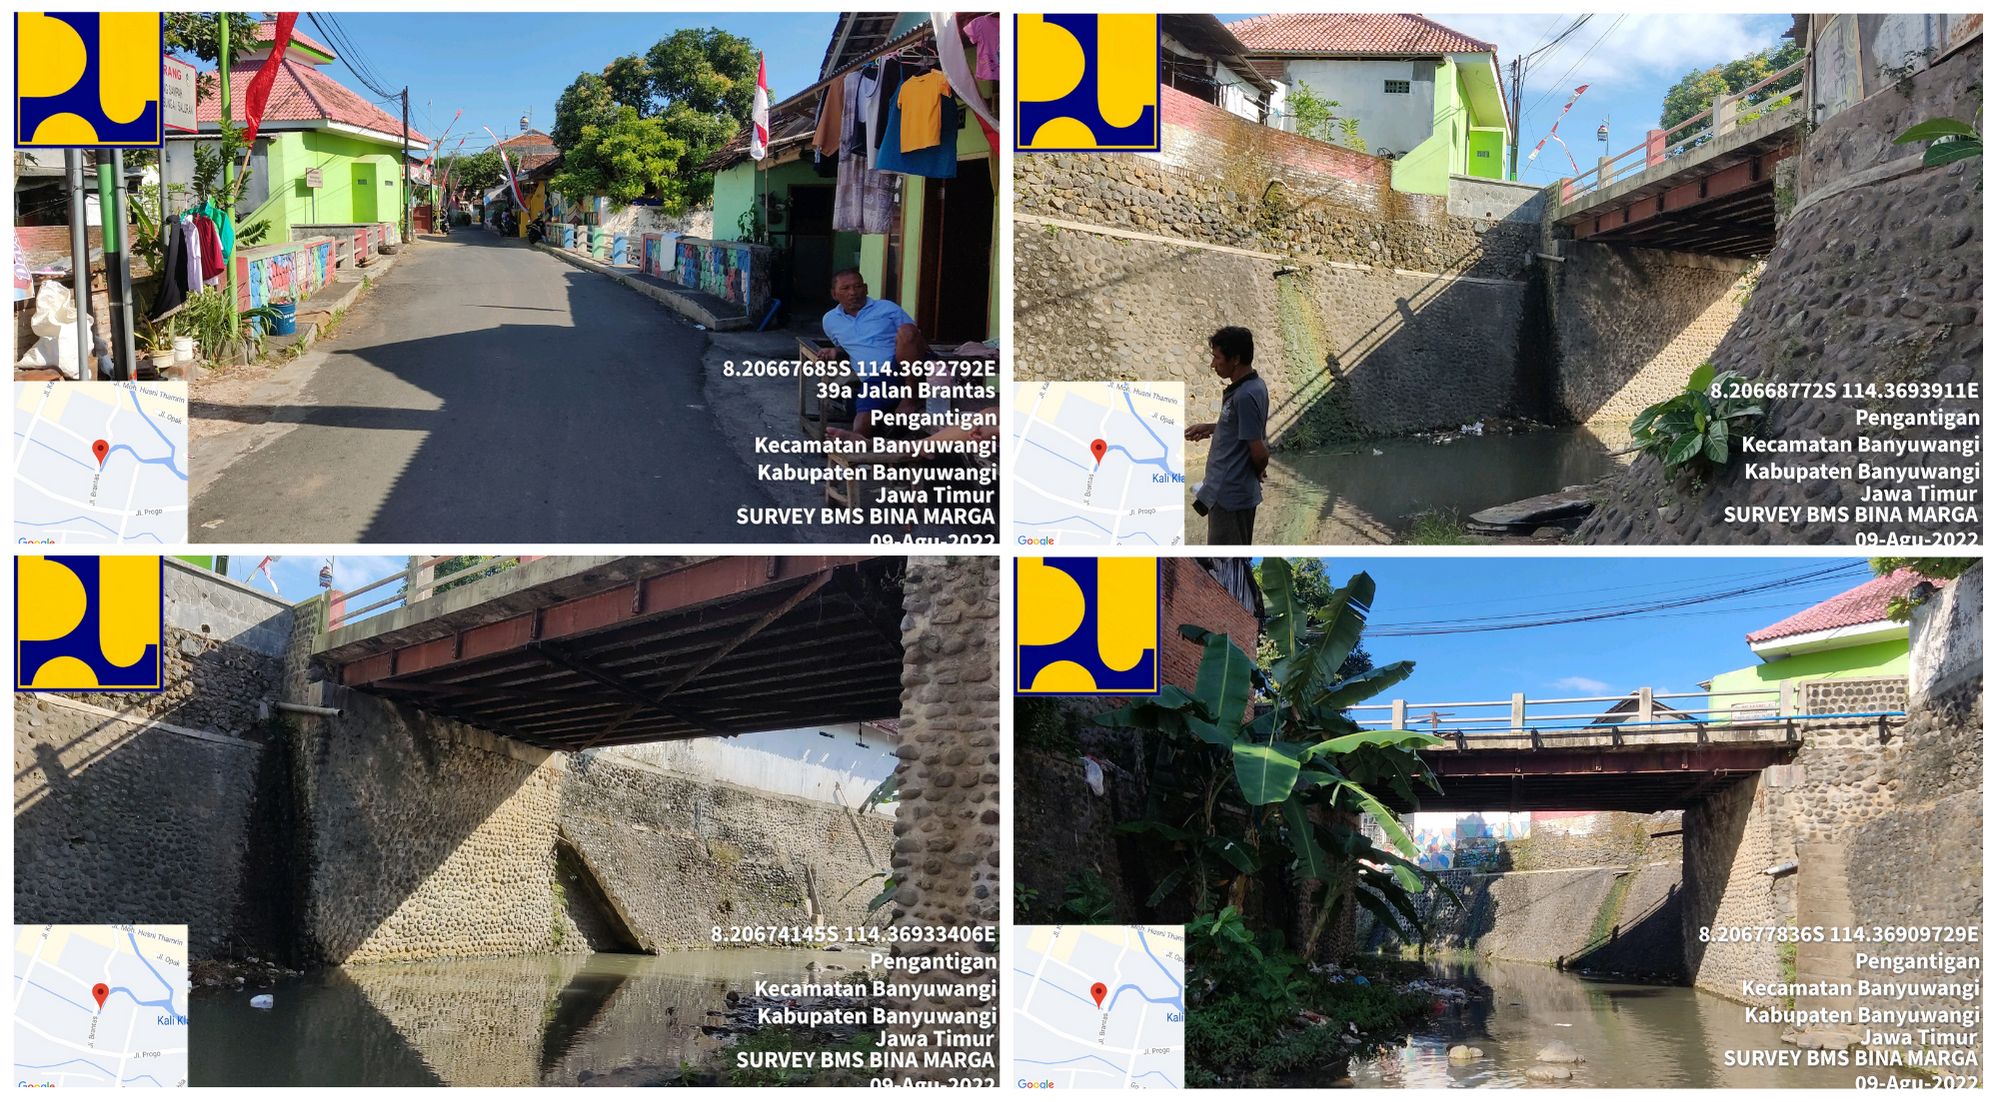 RANG
8.20667685S 114.3692792E
39a Jalan Brantas
Pengantigan
Kecamatan Banyuwangi
Kabupaten Banyuwangi
Jawa Timur
SURVEY BMS BINA MARGA
09-Agu-2022
Jl. Moh. Husni Thamrin
Jl. Opak
Jl. Brantas
Jl. Progo
Google
8.20668772S 114.3693911E
Pengantigan
Kecamatan Banyuwangi
Kabupaten Banyuwangi
Jawa Timur
SURVEY BMS BINA MARGA
09-Agu-2022
Jl. Moh. Husni Tham
Jl. Opak
Kali Kl
Jl. Brantas
Jl. Progo
Google
8.20674145S 114.36933406E
Pengantigan
Kecamatan Banyuwangi
Kabupaten Banyuwangi
Jawa Timur
SURVEY BMS BINA MARGA
09-Agu-2022
Jl. Moh. Husni Thamrin
Jl. Opak
Kali Kl
Jl. Brantas
Jl. Progo
Google
8.20677836S 114.36909729E
Pengantigan
Kecamatan Banyuwangi
Kabupaten Banyuwangi
Jawa Timur
SURVEY BMS BINA MARGA
09-Agu-2022
Jl. Moh. Husni Tham
Jl. Opak
Kali
Jl. Brantas
Jl. Progo
Google